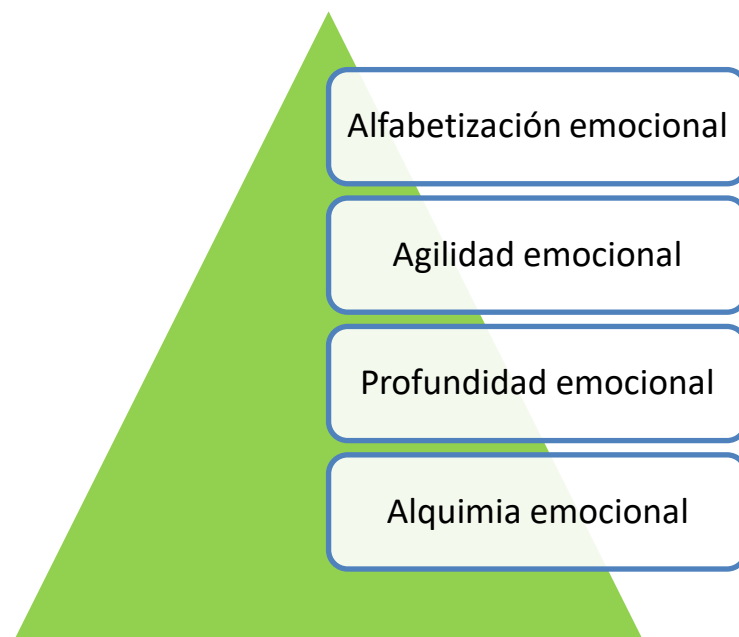 Alfabetización emocional
Agilidad emocional
Profundidad emocional
Alquimia emocional